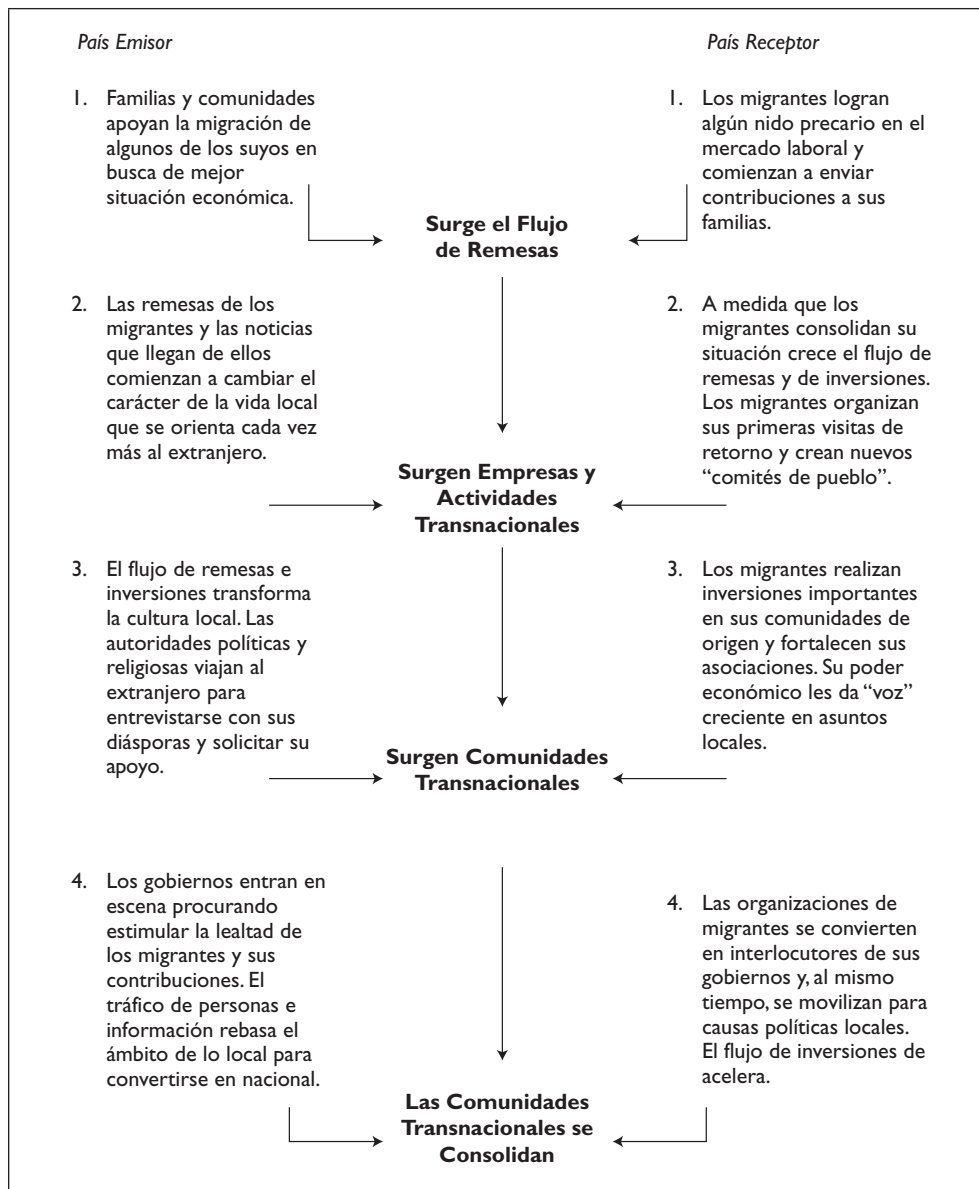 País Emisor
País Receptor
1. Familias y comunidades
apoyan la migración de
algunos de los suyos en
busca de mejor
situación económica.
1. Los migrantes logran
algún nido precario en el
mercado laboral y
comienzan a enviar
contribuciones a sus
familias.
Surge el Flujo
de Remesas
2. Las remesas de los
migrantes y las noticias
que llegan de ellos
comienzan a cambiar el
carácter de la vida local
que se orienta cada vez
más al extranjero.
2. A medida que los
migrantes consolidan su
situación crece el flujo de
remesas y de inversiones.
Los migrantes organizan
sus primeras visitas de
retorno y crean nuevos
“comités de pueblo”.
Surgen Empresas y
Actividades
Transnacionales
3. El flujo de remesas e
inversiones transforma
la cultura local. Las
autoridades políticas y
religiosas viajan al
extranjero para
entrevistarse con sus
diásporas y solicitar su
apoyo.
3. Los migrantes realizan
inversiones importantes
en sus comunidades de
origen y fortalecen sus
asociaciones. Su poder
económico les da “voz”
creciente en asuntos
locales.
Surgen Comunidades
Transnacionales
4. Los gobiernos entran en
escena procurando
estimular la lealtad de
los migrantes y sus
contribuciones. El
tráfico de personas e
información rebasa el
ámbito de lo local para
convertirse en nacional.
4. Las organizaciones de
migrantes se convierten
en interlocutores de sus
gobiernos y, al mismo
tiempo, se movilizan para
causas políticas locales.
El flujo de inversiones de
acelera.
Las Comunidades
Transnacionales se
Consolidan